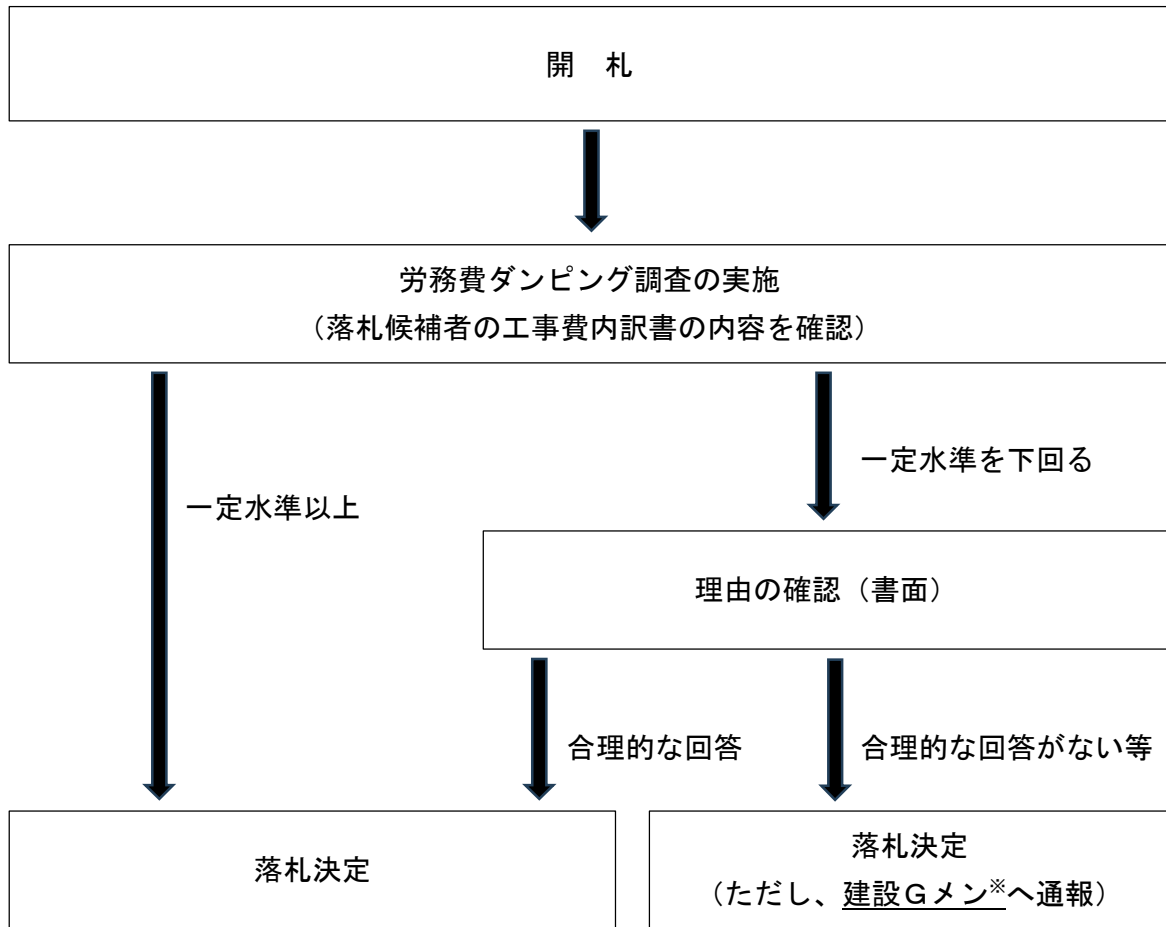 開　札
労務費ダンピング調査の実施
（落札候補者の工事費内訳書の内容を確認）
一定水準を下回る
一定水準以上
理由の確認（書面）
合理的な回答
合理的な回答がない等
落札決定
落札決定
（ただし、建設Ｇメン※へ通報）